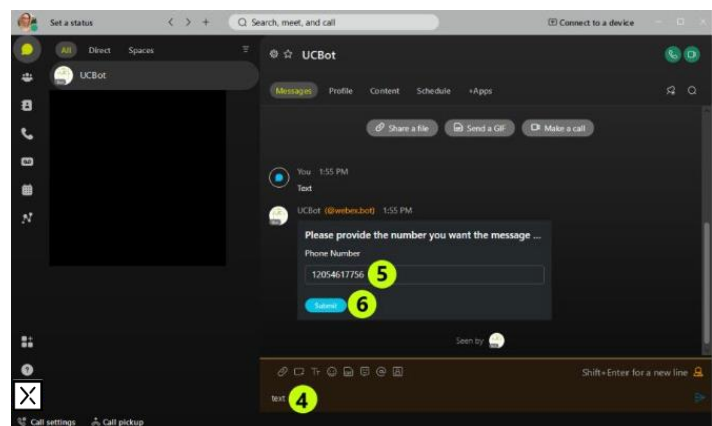 Set a status
Search, meet, and call
Connect to a device
All Direct Spaces
UCBot
UCBot
Messages Profile Content Schedule +Apps
Share a file Send a GIF Make a call
You 1:55 PM
Text
UCBot (@webex.bot) 1:55 PM
Please provide the number you want the message ...
Phone Number
12054617756 5
Submit 6
Seen by
Shift+Enter for a new line
text 4
Call settings Call pickup